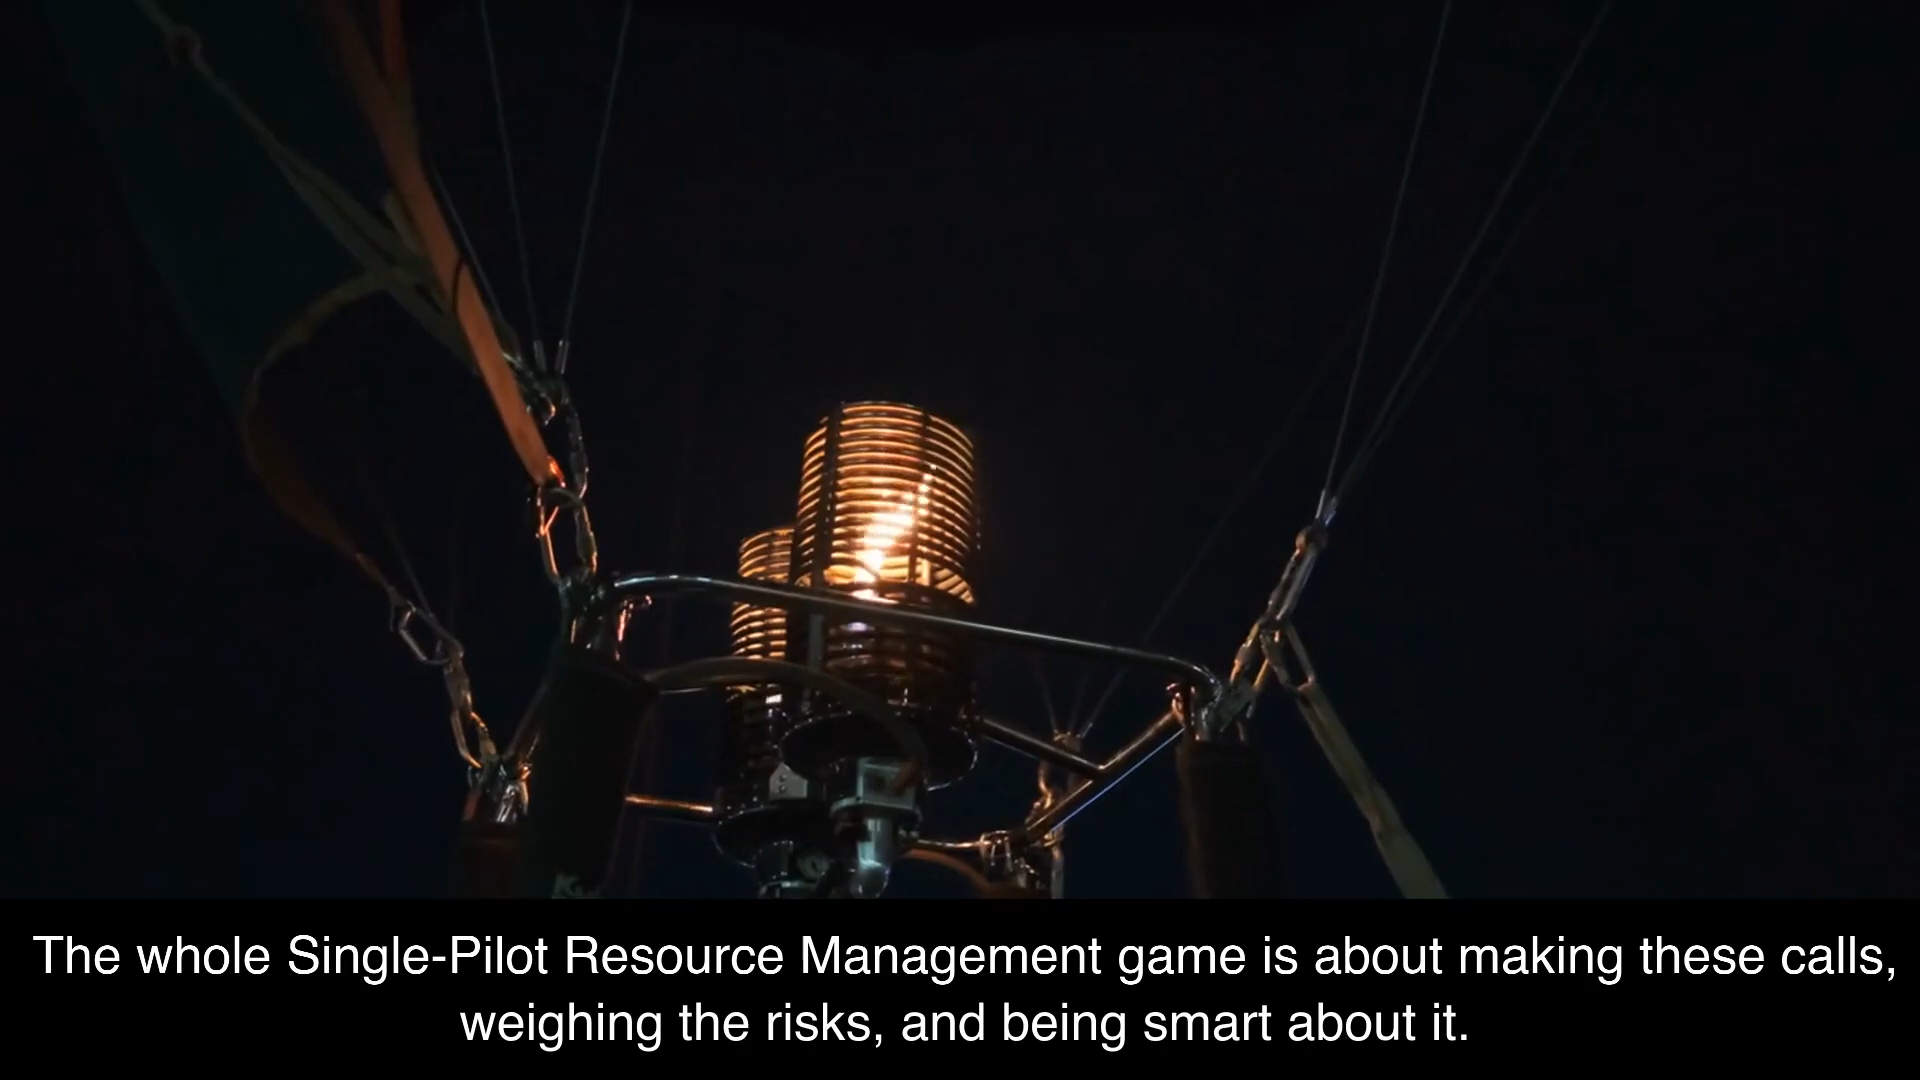 The whole Single-Pilot Resource Management game is about making these calls,
weighing the risks, and being smart about it.